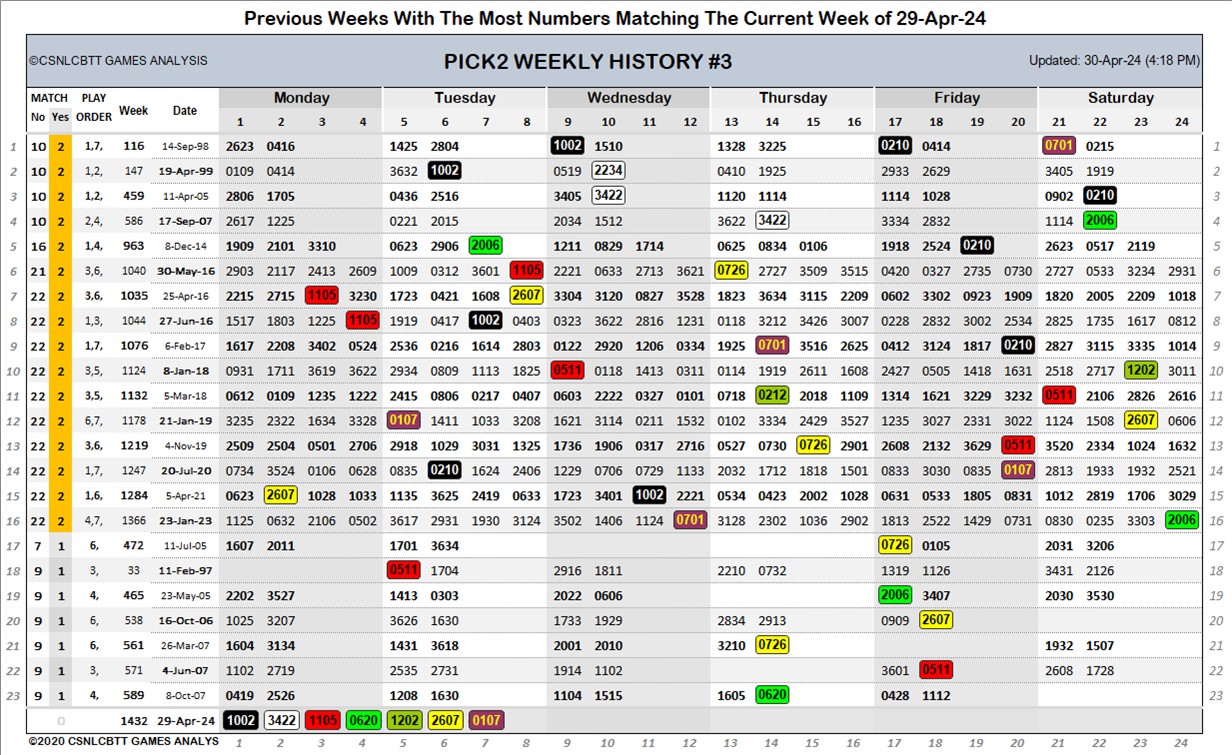 Previous Weeks With The Most Numbers Matching The Current Week of 29-Apr-24
©CSNLCBTT GAMES ANALYSIS PICK2 WEEKLY HISTORY #3 Updated: 30-Apr-24 (4:18 PM)
MATCH PLAY Week Date Monday Tuesday Wednesday Thursday Friday Saturday
No Yes ORDER 1 2 3 4 5 6 7 8 9 10 11 12 13 14 15 16 17 18 19 20 21 22 23 24
1 10 2 1,7, 116 14-Sep-98 2623 0416 1425 2804 1002 1510 1328 3225 0210 0414 0701 0215 1
2 10 2 1,2, 147 19-Apr-99 0109 0414 3632 1002 0519 2234 0410 1925 2933 2629 3405 1919 2
3 10 2 1,2, 459 11-Apr-05 2806 1705 0436 2516 3405 3422 1120 1114 1114 1028 0902 0210 3
4 10 2 2,4, 586 17-Sep-07 2617 1225 0221 2015 2034 1512 3622 3422 3334 2832 1114 2006 4
5 16 2 1,4, 963 8-Dec-14 1909 2101 3310 0623 2906 2006 1211 0829 1714 0625 0834 0106 1918 2524 0210 2623 0517 2119 5
6 21 2 3,6, 1040 30-May-16 2903 2117 2413 2609 1009 0312 3601 1105 2221 0633 2713 3621 0726 2727 3509 3515 0420 0327 2735 0730 2727 0533 3234 2931 6
7 22 2 3,6, 1035 25-Apr-16 2215 2715 1105 3230 1723 0421 1608 2607 3304 3120 0827 3528 1823 3634 3115 2209 0602 3302 0923 1909 1820 2005 2209 1018 7
8 22 2 1,3, 1044 27-Jun-16 1517 1803 1225 1105 1919 0417 1002 0403 0323 3622 2816 1231 0118 3211 3426 3007 0228 0832 3002 2534 2825 1735 1617 0812 8
9 22 2 1,7, 1076 6-Feb-17 1617 2208 3402 0524 2536 0216 1614 2803 0122 2920 1206 0334 1925 0701 3516 2625 0412 3124 1817 0210 2827 3115 3335 1014 9
10 22 2 3,5, 1124 8-Jan-18 0931 1711 3619 3622 2934 0809 1113 1825 0511 0118 1413 0311 0114 1919 2611 1608 2427 0505 1418 1631 2518 2717 1202 3011 10
11 22 2 3,5, 1132 5-Mar-18 0612 0109 1235 1222 2415 0806 0217 0407 0603 2222 0327 0101 0718 0212 2018 1109 1314 1621 3229 3232 0511 2106 2826 2616 11
12 22 2 6,7, 1178 21-Jan-19 3235 2322 1634 3328 0107 1411 1033 3208 1621 3114 0211 1532 0102 3334 2429 1227 1235 3027 2331 3022 1124 1508 2607 0606 12
13 22 2 3,6, 1219 4-Nov-19 2509 2504 0501 2706 2918 2729 3031 1325 1736 1906 0317 2716 0527 0730 0726 2901 2608 2132 3629 0511 3520 2334 1024 1632 13
14 22 2 1,7, 1247 20-Jul-20 0734 3524 0105 0628 0835 0210 1624 2406 1229 0706 0729 1133 2032 1712 1818 1501 0833 3030 0835 0107 2813 1933 1932 2521 14
15 22 2 1,6, 1284 5-Apr-21 0623 2607 1028 1033 1135 3625 2419 0633 1723 3401 1002 2221 0534 0423 2002 1028 0631 0533 1805 0831 1012 2819 1706 3029 15
16 22 2 4,7, 1366 23-Jan-23 1125 0632 2106 0502 3617 2931 1930 3124 3502 1406 1124 0701 3128 2302 1036 2902 1813 2522 1429 0731 0830 0235 3303 2006 16
17 7 1 6, 472 11-Jul-05 1607 2011 1701 3634 0726 0105 2031 3206 17
18 9 1 3, 33 11-Feb-97 0511 1704 2916 1811 2210 0732 1319 1126 3431 2126 18
19 9 1 4, 465 23-May-05 2202 3527 1413 0303 2022 0606 2006 3407 2030 3530 19
20 9 1 6, 538 16-Oct-06 1025 3207 3626 1630 1733 1929 2834 2913 0909 2607 20
21 9 1 6, 561 26-Mar-07 1604 3134 1431 3618 2001 2010 3210 0726 1932 1507 21
22 9 1 3, 571 4-Jun-07 1102 2719 2535 2731 1914 1102 3601 0511 2608 1728 22
23 9 1 4, 589 8-Oct-07 0419 2526 1208 1630 1104 1515 1605 0620 0428 1112 23
0 1432 29-Apr-24 1002 3422 1105 0620 1202 2607 0107
©2020 CSNLCBTT GAMES ANALYS 1 2 3 4 5 6 7 8 9 10 11 12 13 14 15 16 17 18 19 20 21 22 23 24